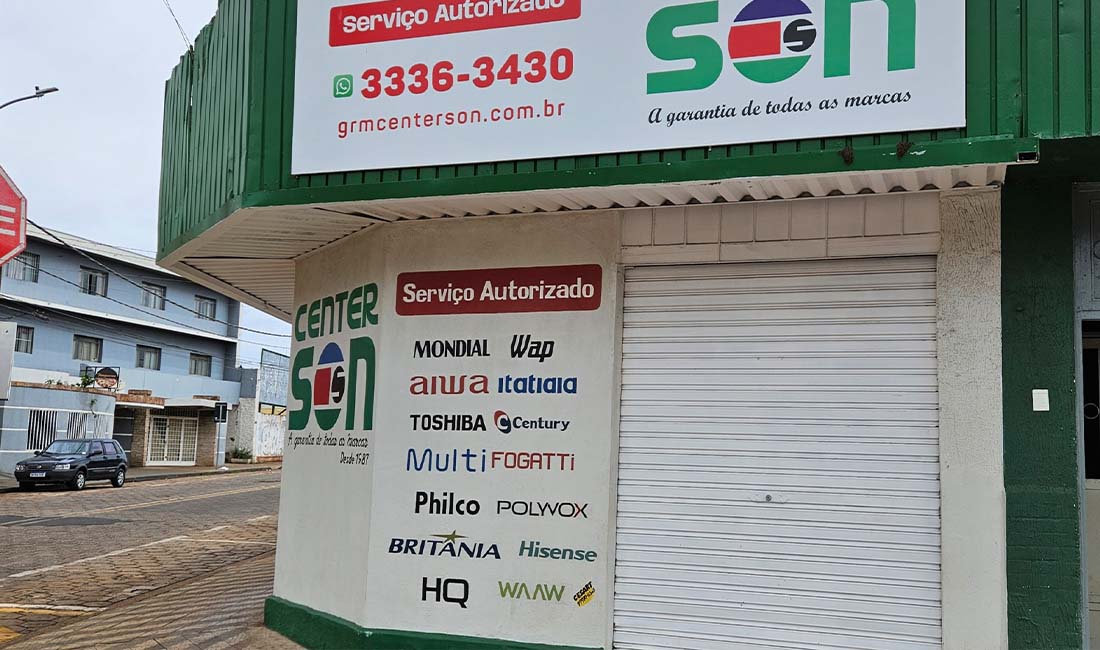 Serviço Autorizado
3336-3430
grmcenterson.com.br
SON
S
A garantia de todas as marcas
CENTER
SON
S
A garantia de todas as marcas
Desde 1987
Serviço Autorizado
MONDIAL Wap
aiwa itatiaia
TOSHIBA Century
Multi FOGATTI
Philco POLYVOX
BRITANIA Hisense
HQ WAAW